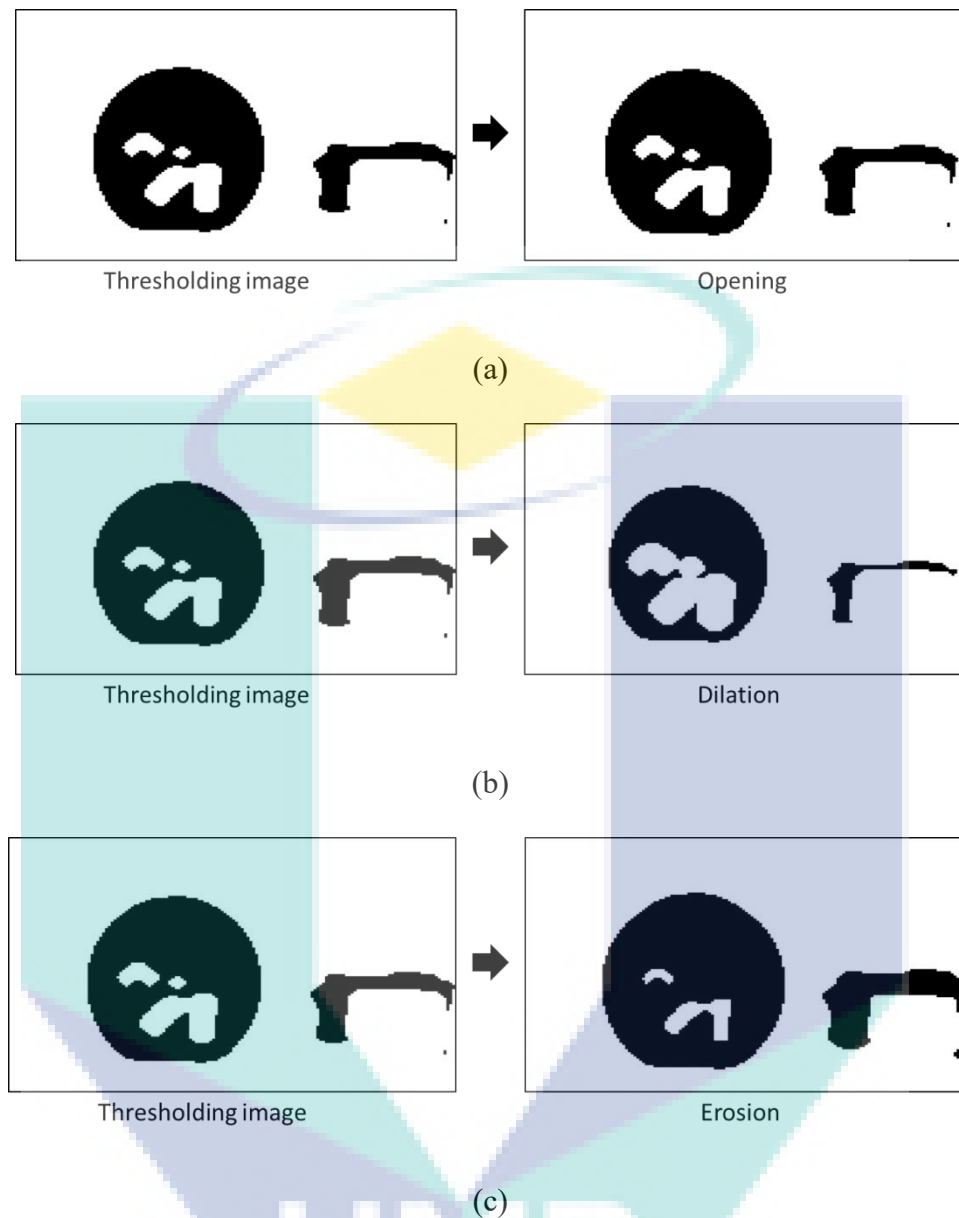 Thresholding image
Opening
(a)
Thresholding image
Dilation
(b)
Thresholding image
Erosion
(c)